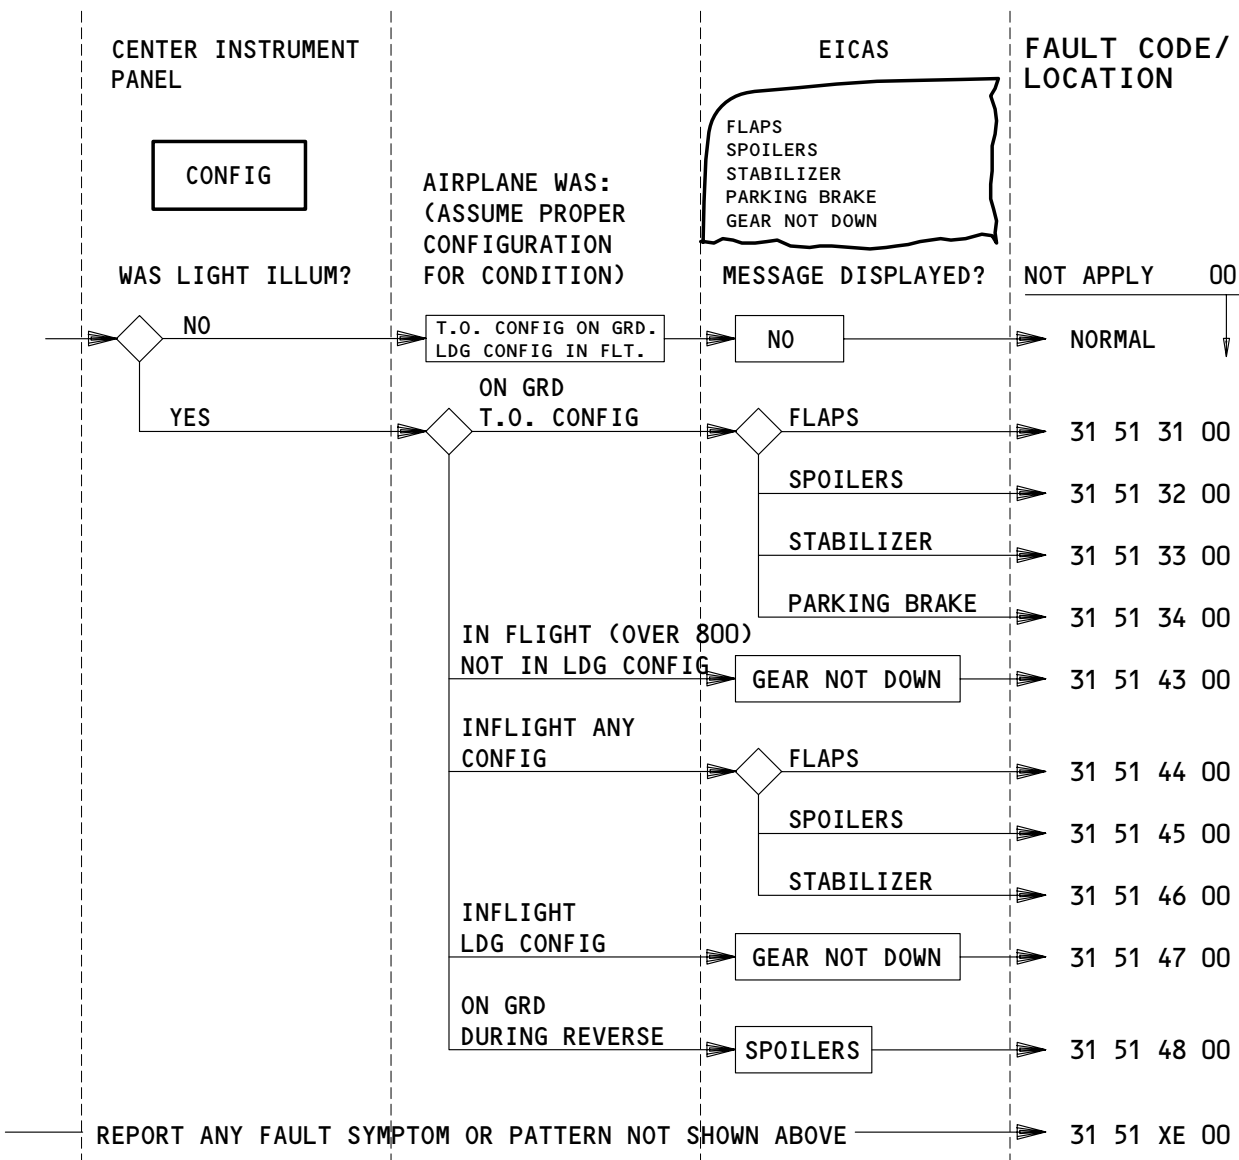 CENTER INSTRUMENT
PANEL
EICAS
FAULT CODE/
LOCATION
CONFIG
FLAPS
SPOILERS
STABILIZER
PARKING BRAKE
GEAR NOT DOWN
AIRPLANE WAS:
(ASSUME PROPER
CONFIGURATION
FOR CONDITION)
WAS LIGHT ILLUM?
MESSAGE DISPLAYED?
NOT APPLY 00
NO
T.O. CONFIG ON GRD.
LDG CONFIG IN FLT.
NO
NORMAL
YES
ON GRD
T.O. CONFIG
FLAPS
31 51 31 00
SPOILERS
31 51 32 00
STABILIZER
31 51 33 00
PARKING BRAKE
31 51 34 00
IN FLIGHT (OVER 800)
NOT IN LDG CONFIG
GEAR NOT DOWN
31 51 43 00
INFLIGHT ANY
CONFIG
FLAPS
31 51 44 00
SPOILERS
31 51 45 00
STABILIZER
31 51 46 00
INFLIGHT
LDG CONFIG
GEAR NOT DOWN
31 51 47 00
ON GRD
DURING REVERSE
SPOILERS
31 51 48 00
REPORT ANY FAULT SYMPTOM OR PATTERN NOT SHOWN ABOVE
31 51 XE 00